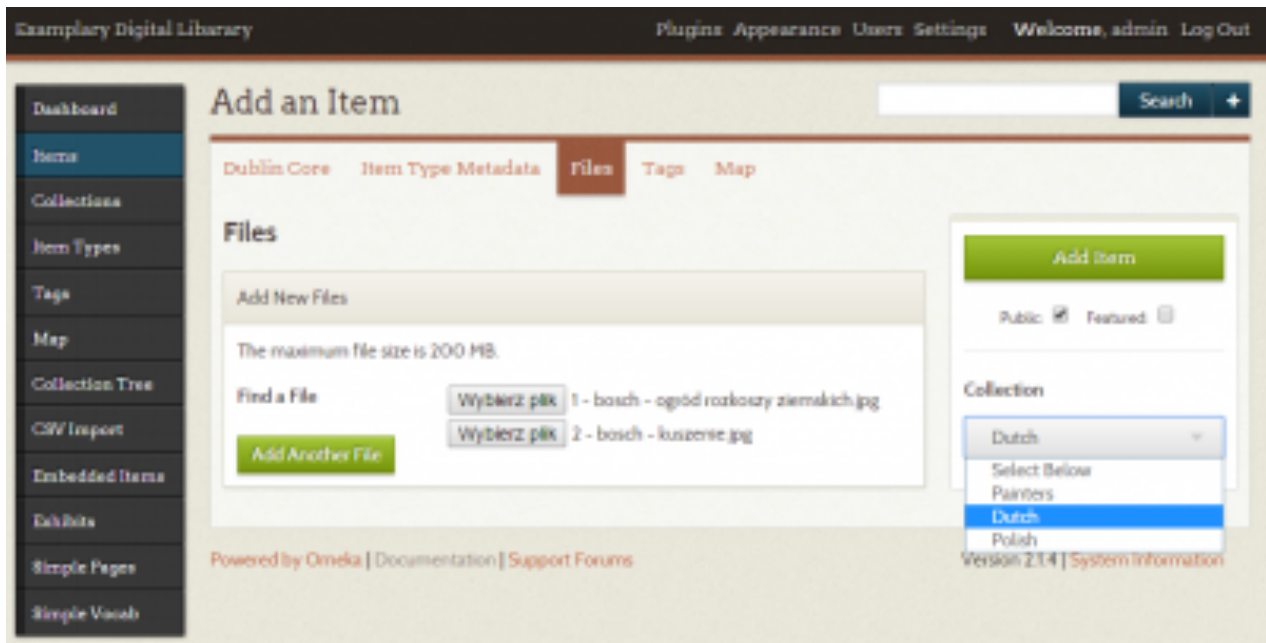 Examplary Digital Libarary
Plugins Appearance Users Settings Welcome, admin Log Out
Add an Item
Search +
Dashboard
Items
Collections
Item Types
Tags
Map
Collection Tree
CSV Import
Embedded Items
Exhibits
Simple Pages
Simple Vocab
Dublin Core Item Type Metadata Files Tags Map
Files
Add New Files
The maximum file size is 200 MB.
Find a File
Wybierz plik 1 - bosch - ogród rozkoszy ziemskich.jpg
Wybierz plik 2 - bosch - kuszenie.jpg
Add Another File
Add Item
Public: Featured:
Collection
Dutch
Select Below
Painters
Dutch
Polish
Powered by Omeka | Documentation | Support Forums
Version 2.1.4 | System Information